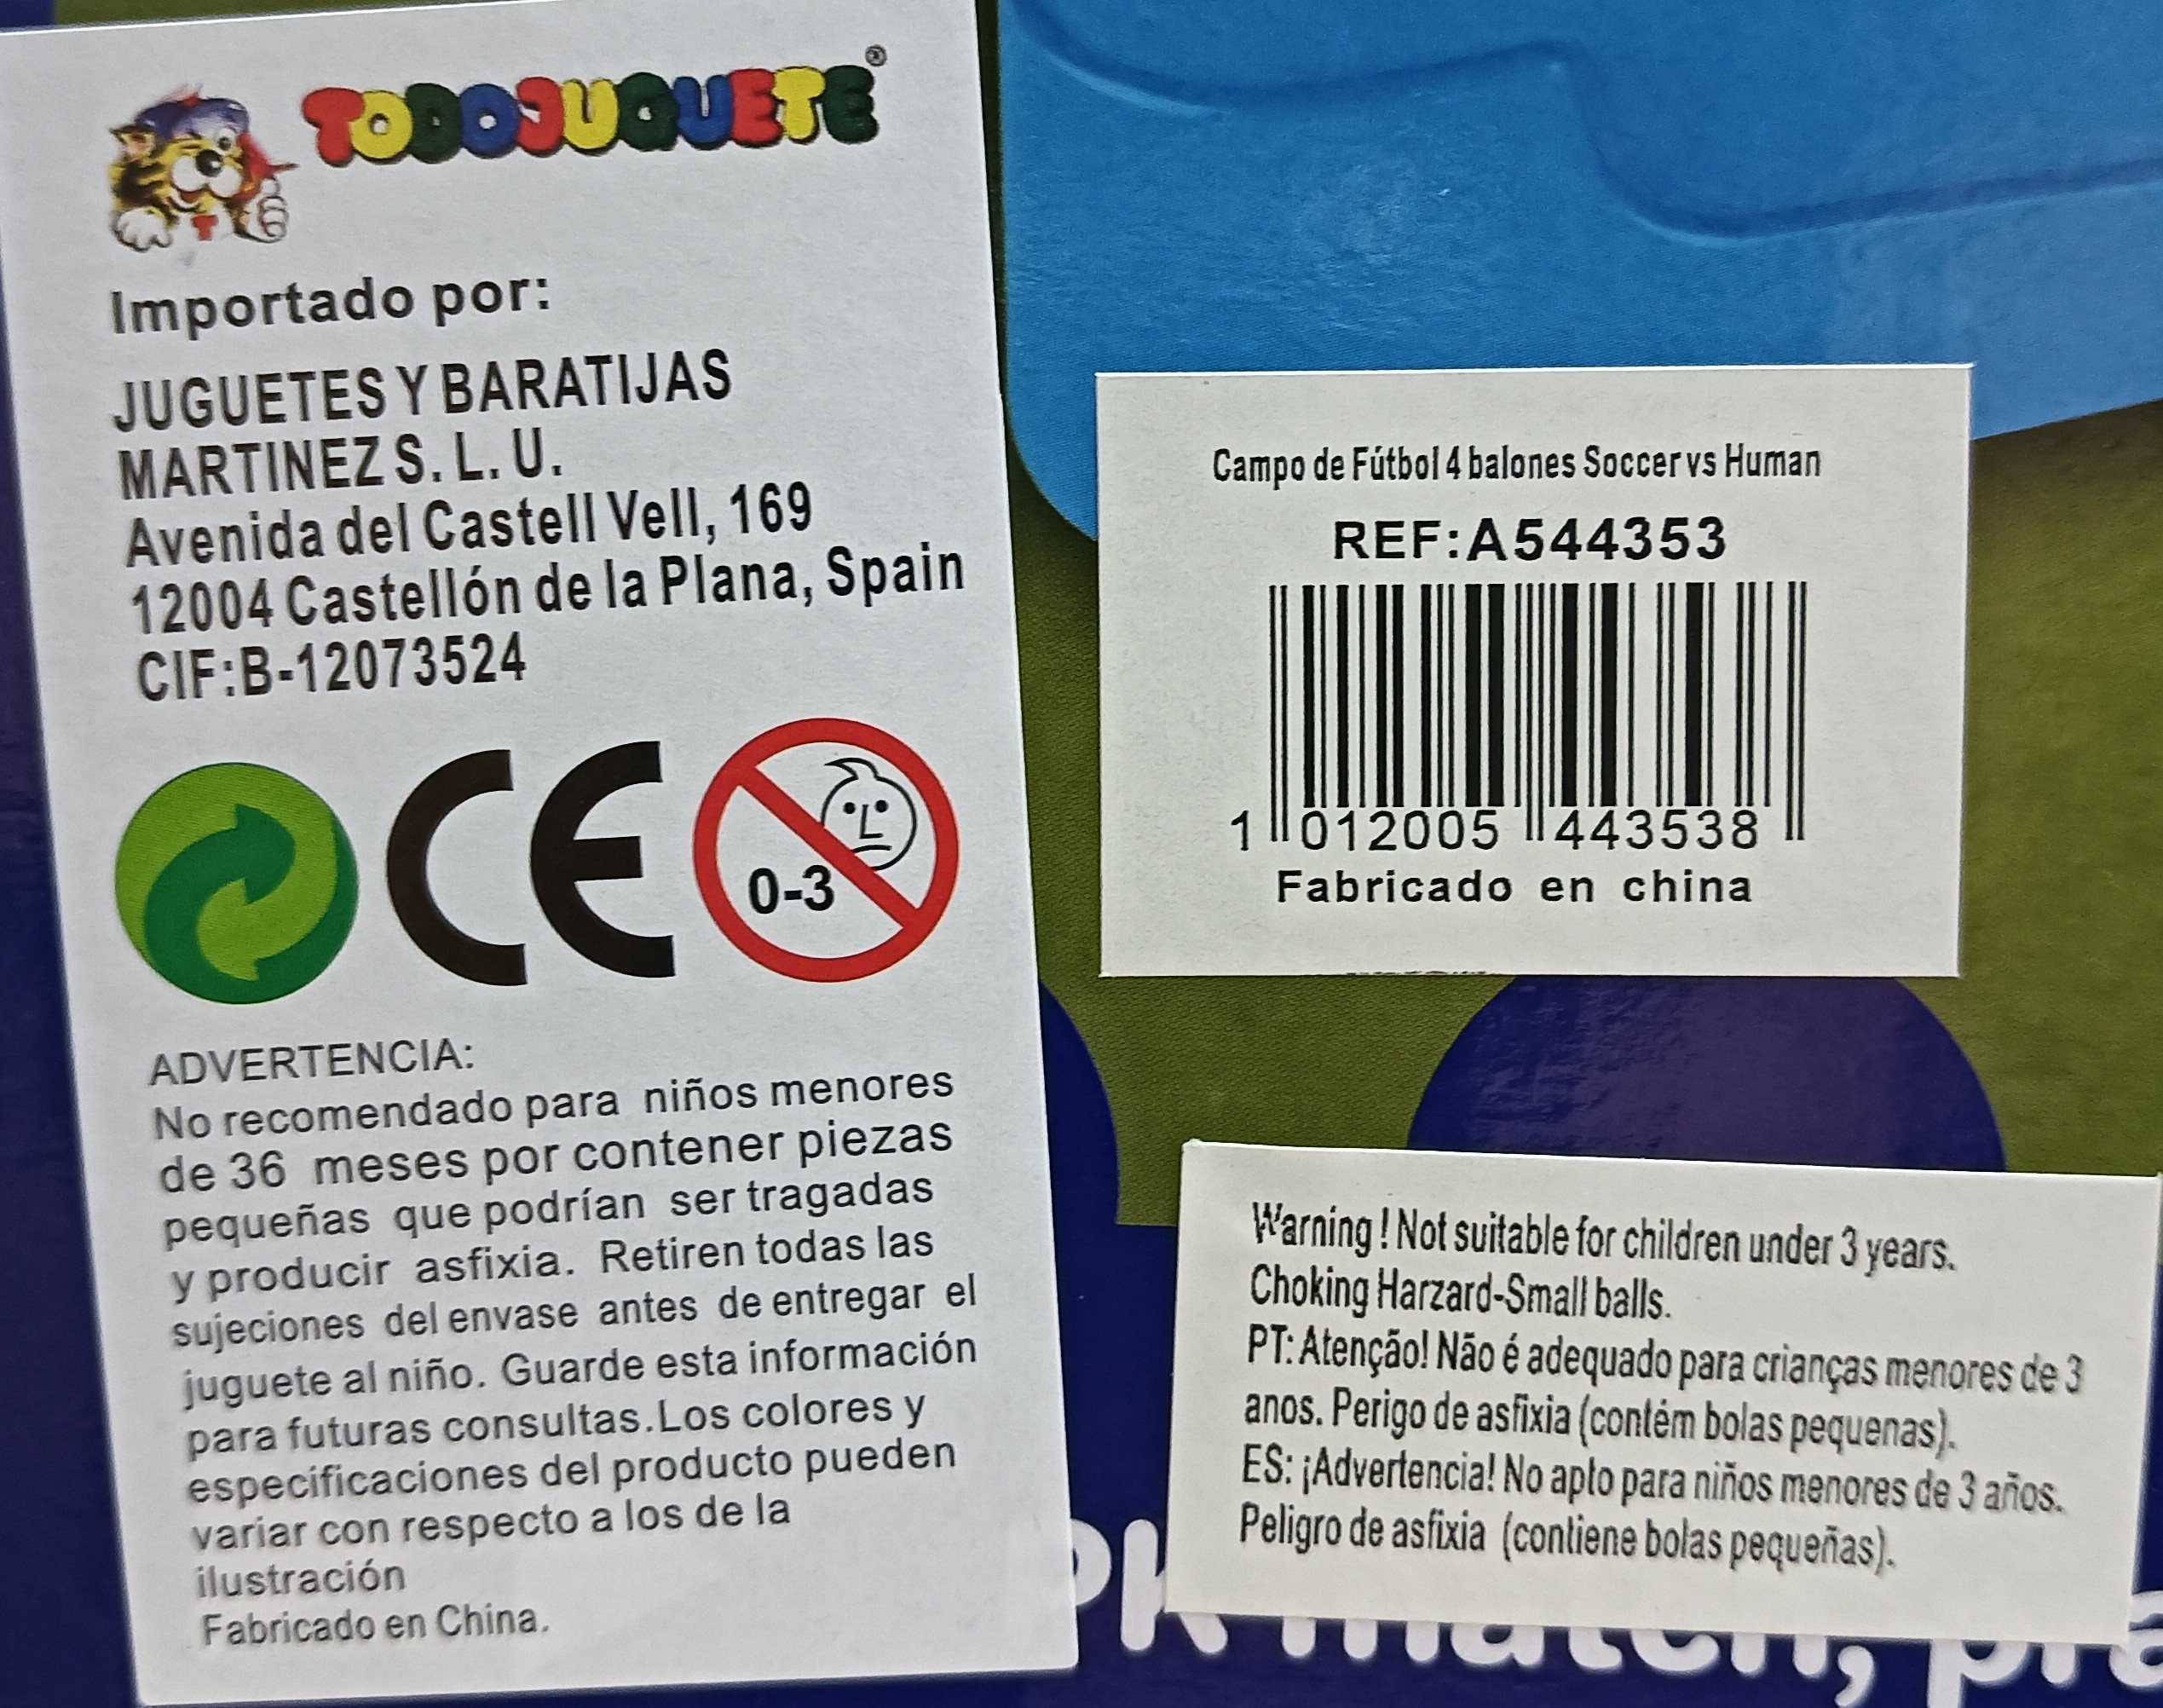 TODOJUQUETE®
Importado por:
JUGUETES Y BARATIJAS
MARTINEZ S. L. U.
Avenida del Castell Vell, 169
12004 Castellón de la Plana, Spain
CIF:B-12073524
CE
0-3
ADVERTENCIA:
No recomendado para niños menores
de 36 meses por contener piezas
pequeñas que podrían ser tragadas
y producir asfixia. Retiren todas las
sujeciones del envase antes de entregar el
juguete al niño. Guarde esta información
para futuras consultas.Los colores y
especificaciones del producto pueden
variar con respecto a los de la
ilustración
Fabricado en China.
Campo de Fútbol 4 balones Soccer vs Human
REF:A544353
1 012005 443538
Fabricado en china
Warning ! Not suitable for children under 3 years.
Choking Harzard-Small balls.
PT: Atenção! Não é adequado para crianças menores de 3
anos. Perigo de asfixia (contém bolas pequenas).
ES: ¡Advertencia! No apto para niños menores de 3 años.
Peligro de asfixia (contiene bolas pequeñas).
PK match,